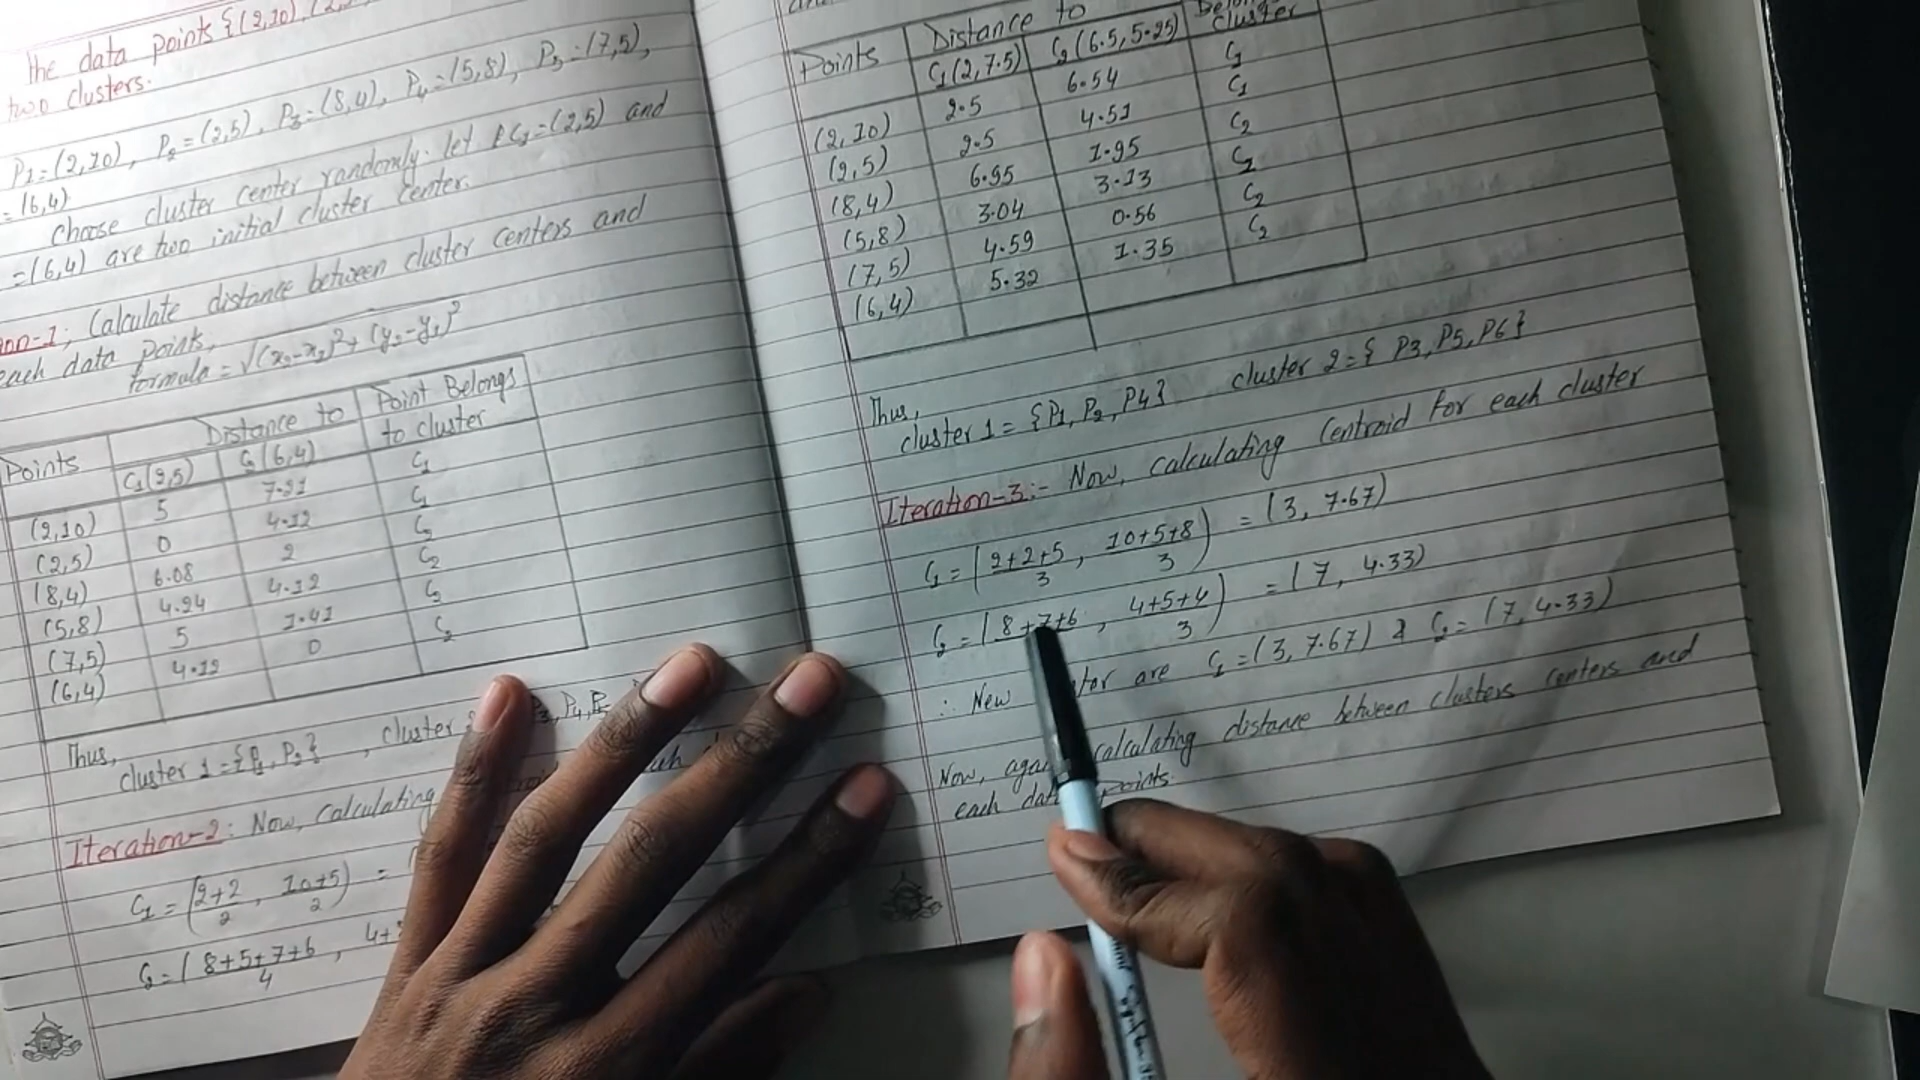 the data points {(2,10), (2,5)
two clusters.
P1=(2,10), P2=(2,5), P3=(8,4), P4=(5,8), P5=(7,5),
=(6,4)
Choose cluster center randomly. let C1=(2,5) and
=(6,4) are two initial cluster center.
on-1; Calculate distance between cluster centers and
each data points,
formula = √(x2-x1)²+(y2-y1)²
Points Distance to Point Belongs
C1(2,5) C2(6,4) to cluster
(2,10) 5 7.21 C1
(2,5) 0 4.12 C1
(8,4) 6.08 2 C2
(5,8) 4.24 4.12 C2
(7,5) 5 1.41 C2
(6,4) 4.12 0 C2
Thus,
cluster 1 = {P1, P2}, cluster P3, P4, P5
Iteration-2: Now, Calculating
C1 = (2+2/2, 10+5/2) =
C2 = (8+5+7+6/4, 4+
Points Distance to Belon
C1(2,7.5) C2(6.5,5.25) cluster
(2,10) 2.5 6.54 C1
(2,5) 2.5 4.51 C1
(8,4) 6.95 1.95 C2
(5,8) 3.04 3.13 C2
(7,5) 4.59 0.56 C2
(6,4) 5.32 1.35 C2
Thus,
cluster 1 = {P1, P2, P4} cluster 2 = {P3, P5, P6}
Iteration-3:- Now, calculating Centroid for each cluster
C1 = (2+2+5/3, 10+5+8/3) = (3, 7.67)
C2 = (8+7+6, 4+5+4/3) = (7, 4.33)
∴ New are C1 = (3, 7.67) & C2 = (7, 4.33)
Now, again calculating distance between clusters centers and
each data points.